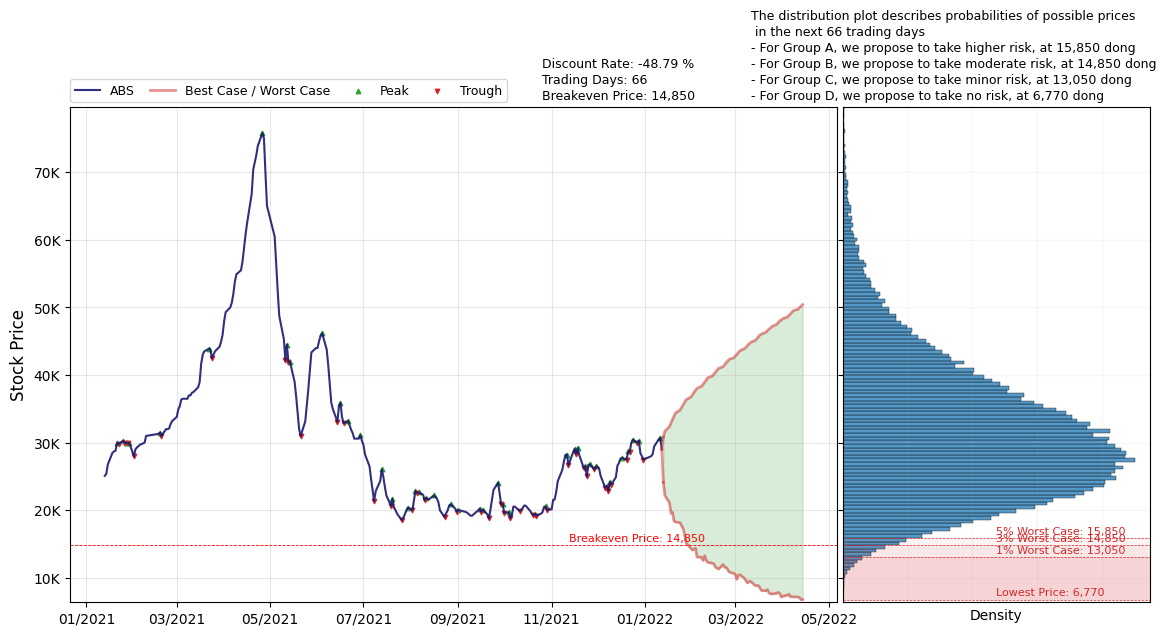 The distribution plot describes probabilities of possible prices
in the next 66 trading days
- For Group A, we propose to take higher risk, at 15,850 dong
- For Group B, we propose to take moderate risk, at 14,850 dong
- For Group C, we propose to take minor risk, at 13,050 dong
- For Group D, we propose to take no risk, at 6,770 dong
Discount Rate: -48.79 %
Trading Days: 66
Breakeven Price: 14,850
ABS Best Case / Worst Case Peak Trough
Stock Price
70K
60K
50K
40K
30K
20K
10K
Breakeven Price: 14,850
5% Worst Case: 15,850
3% Worst Case: 14,850
1% Worst Case: 13,050
Lowest Price: 6,770
01/2021 03/2021 05/2021 07/2021 09/2021 11/2021 01/2022 03/2022 05/2022
Density